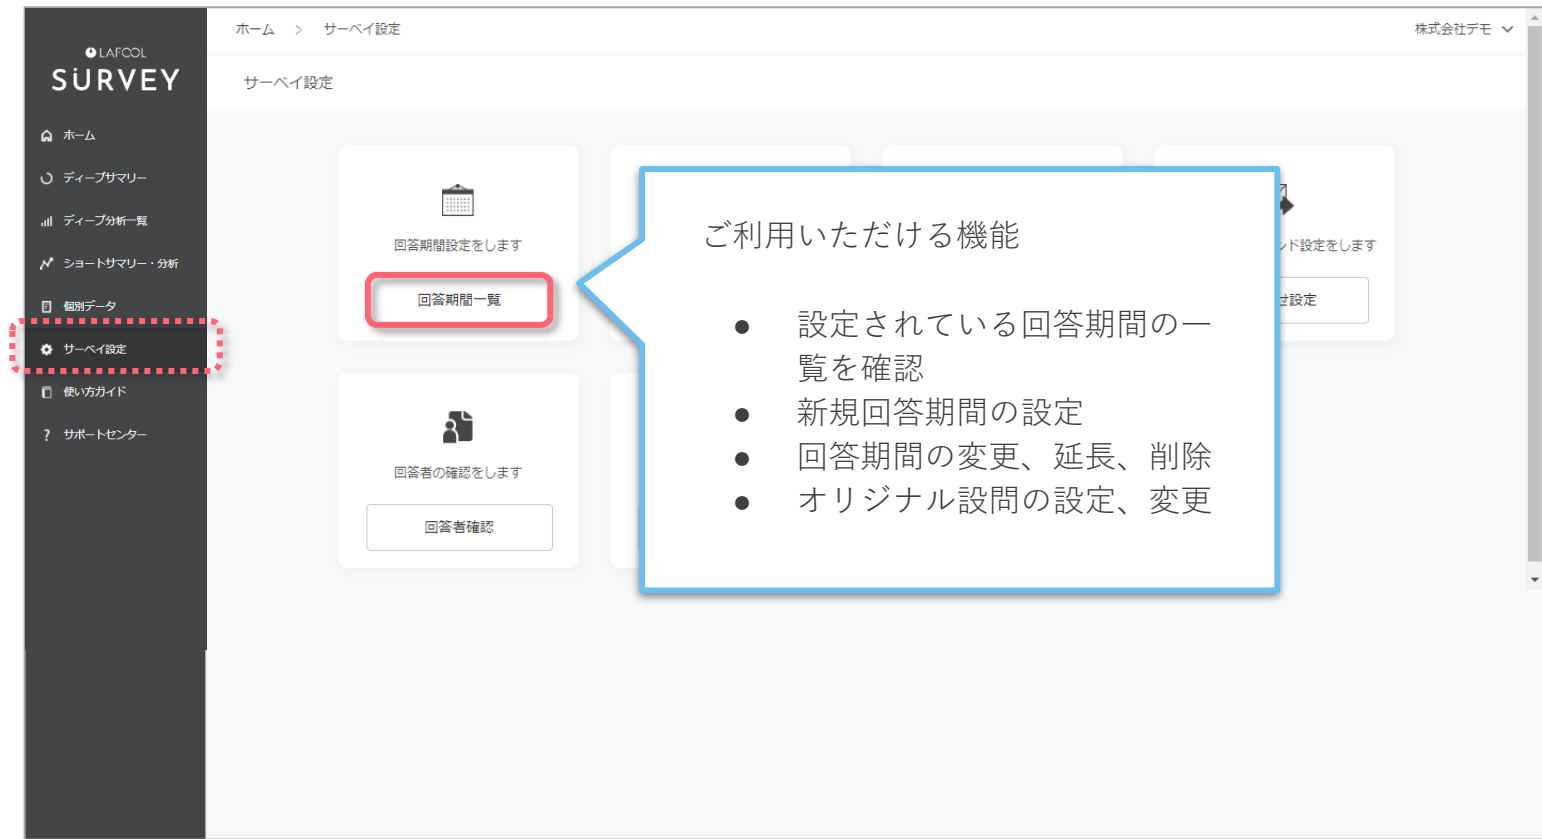 ホーム > サーベイ設定
株式会社デモ
LAFOOL
SURVEY
サーベイ設定
ホーム
ディープサマリー
ディープ分析一覧
ショートサマリー・分析
個別データ
サーベイ設定
使い方ガイド
? サポートセンター
回答期間設定をします
回答期間一覧
回答者の確認をします
回答者確認
ご利用いただける機能
● 設定されている回答期間の一
覧を確認
● 新規回答期間の設定
● 回答期間の変更、延長、削除
● オリジナル設問の設定、変更
ド設定をします
せ設定